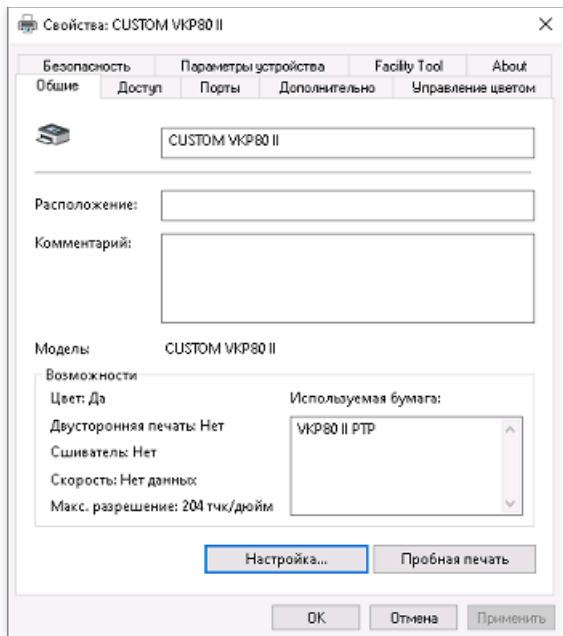 Свойства: CUSTOM VKP80 II
Безопасность Параметры устройства Facility Tool About
Общие Доступ Порты Дополнительно Управление цветом
CUSTOM VKP80 II
Расположение:
Комментарий:
Модель: CUSTOM VKP80 II
Возможности
Цвет: Да
Используемая бумага:
Двусторонняя печать: Нет
VKP80 II PTP
Сшиватель: Нет
Скорость: Нет данных
Макс. разрешение: 204 тчк/дюйм
Настройка... Пробная печать
OK Отмена Применить